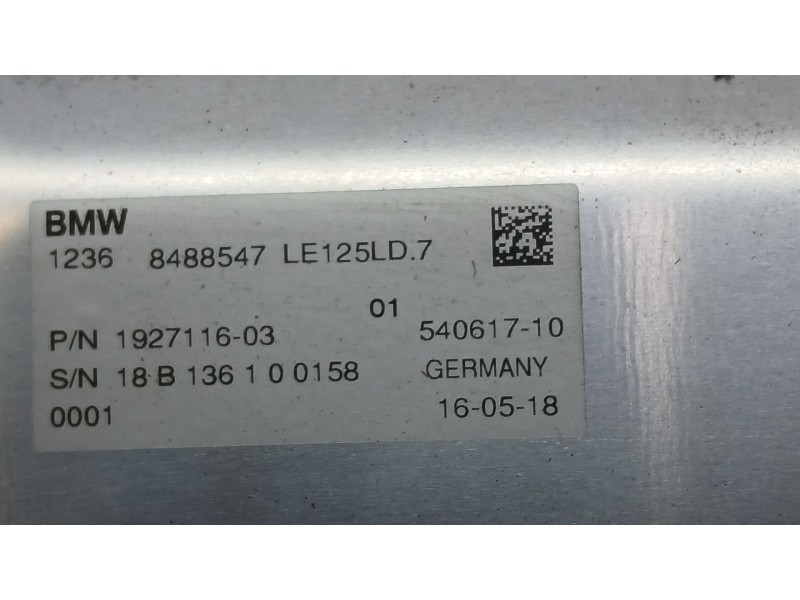 BMW
1236 8488547 LE125LD.7
01
P/N 1927116-03 540617-10
S/N 18 B 136 1 0 0158 GERMANY
0001 16-05-18